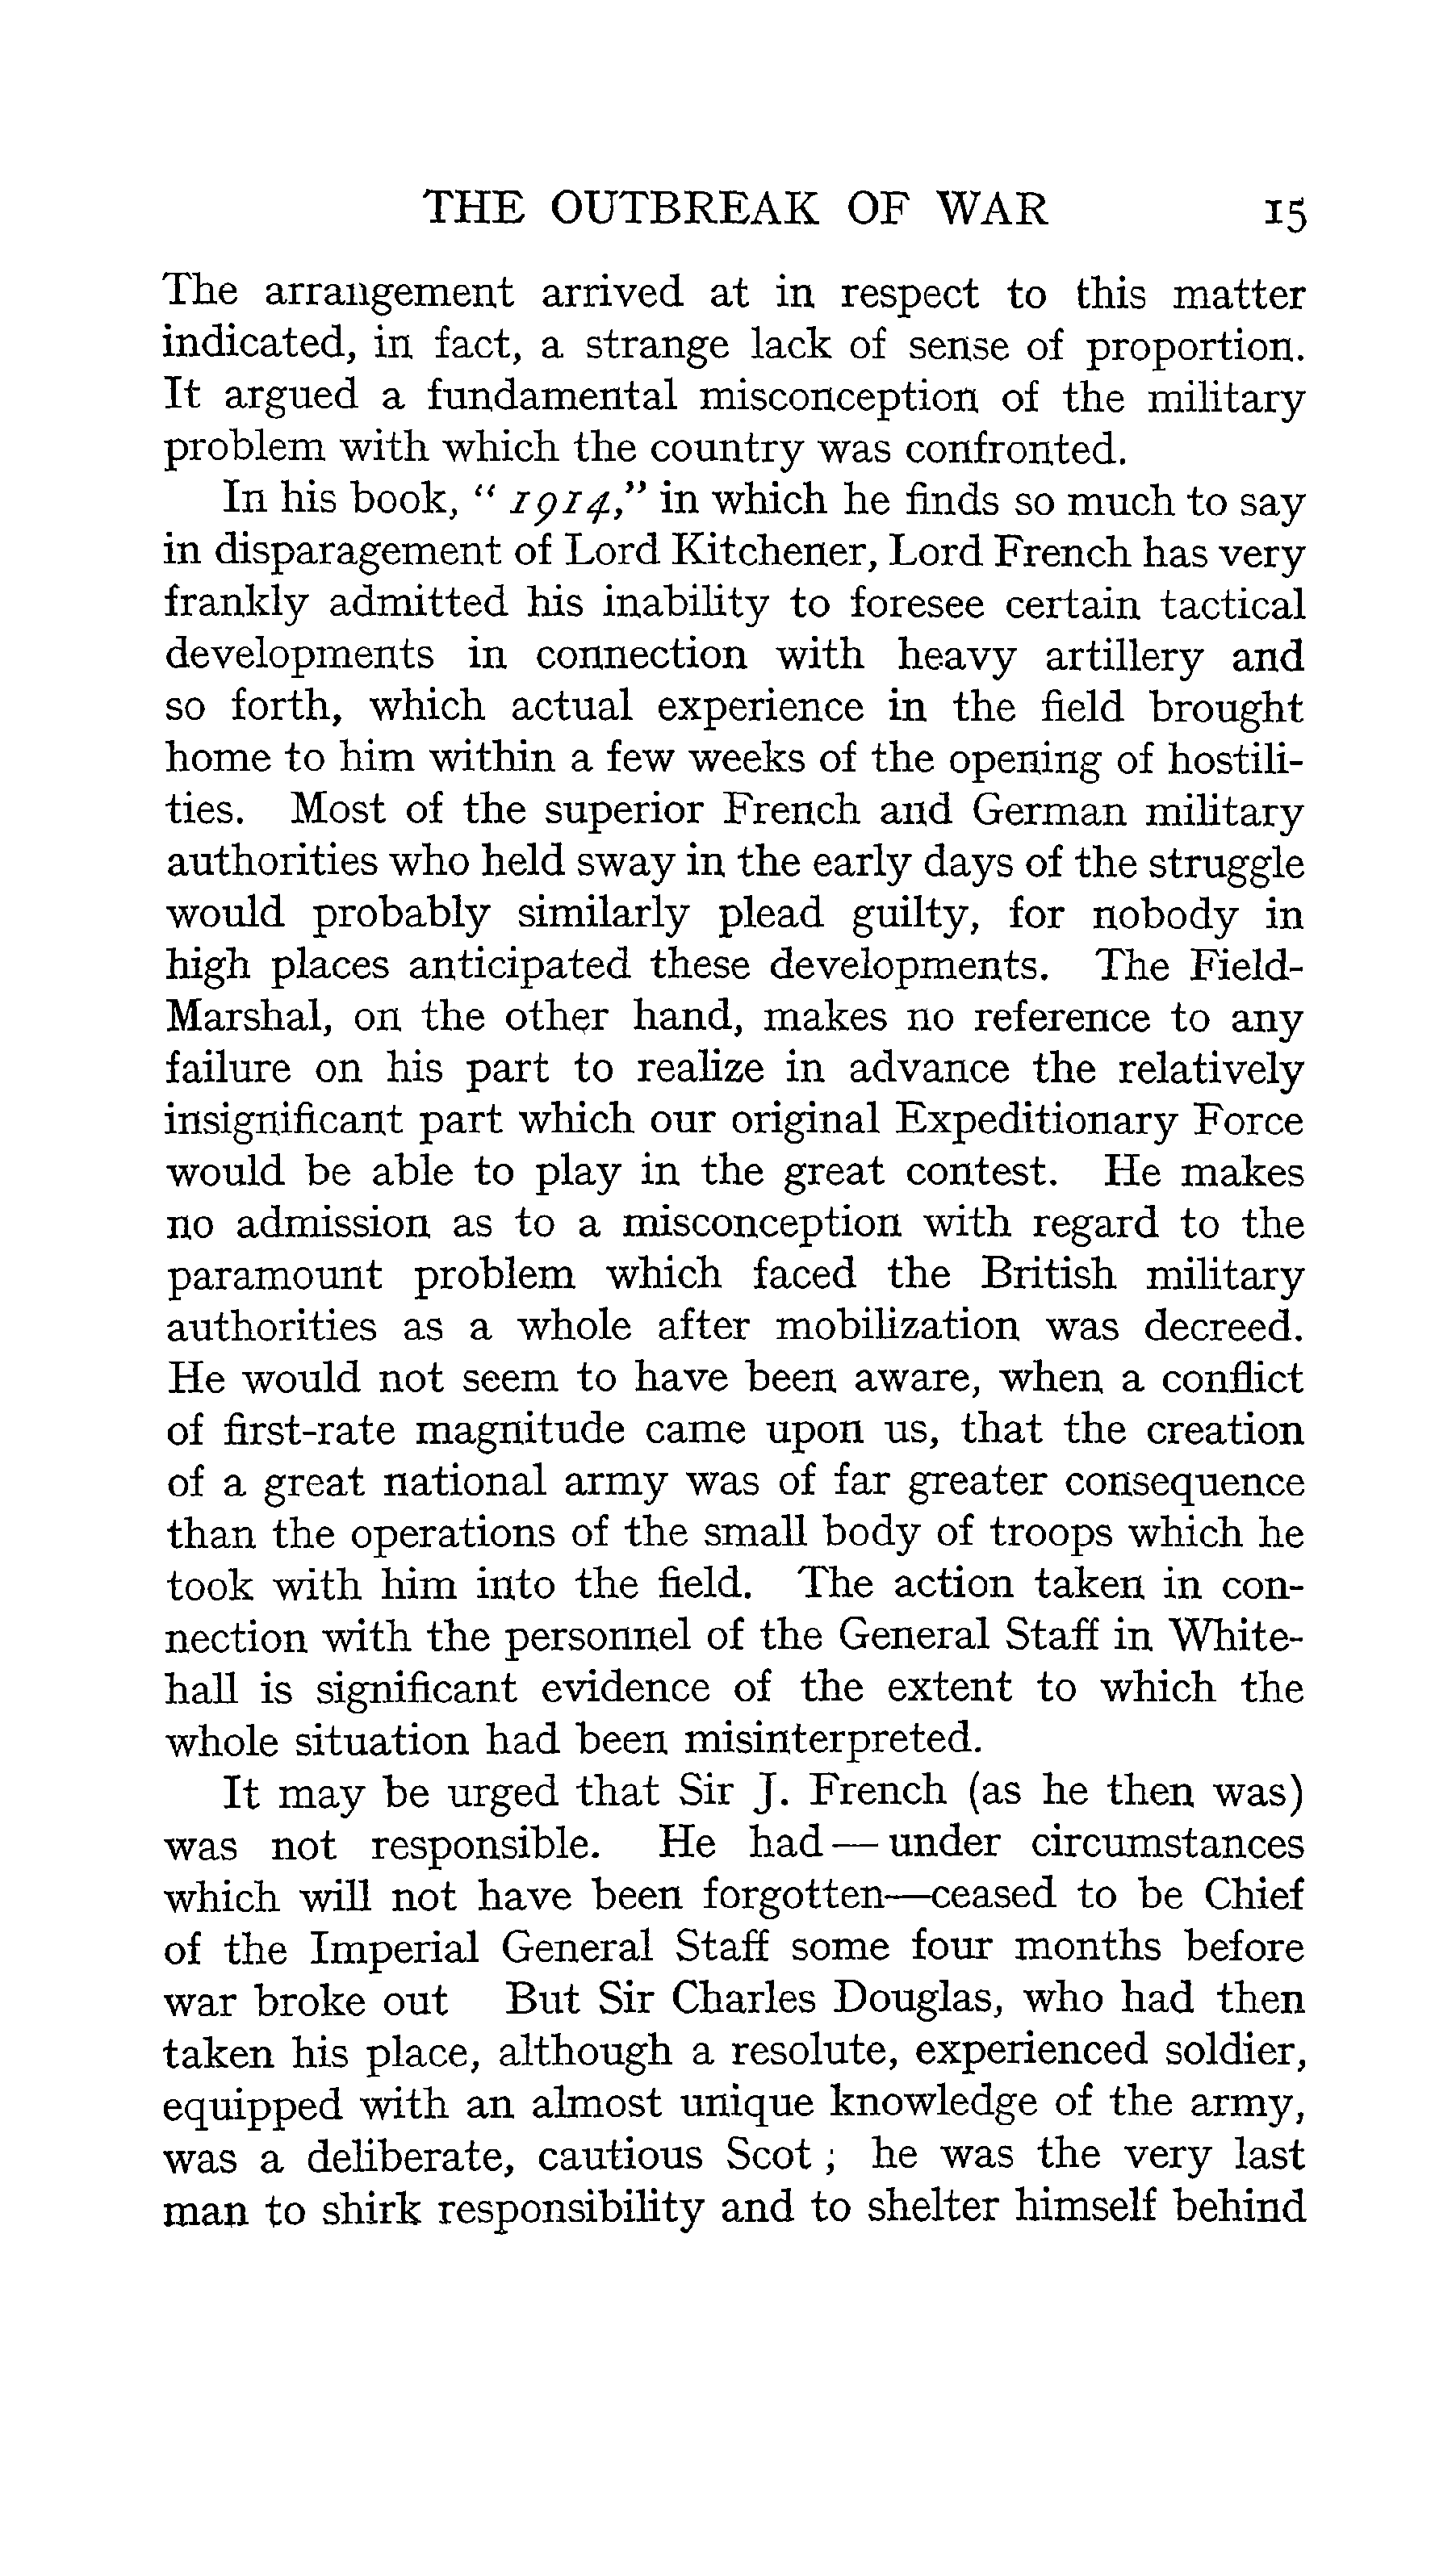 THE OUTBREAK OF WAR 15
The arrangement arrived at in respect to this matter
indicated, in fact, a strange lack of sense of proportion.
It argued a fundamental misconception of the military
problem with which the country was confronted.
In his book, “ 1914,” in which he finds so much to say
in disparagement of Lord Kitchener, Lord French has very
frankly admitted his inability to foresee certain tactical
developments in connection with heavy artillery and
so forth, which actual experience in the field brought
home to him within a few weeks of the opening of hostili-
ties. Most of the superior French and German military
authorities who held sway in the early days of the struggle
would probably similarly plead guilty, for nobody in
high places anticipated these developments. The Field-
Marshal, on the other hand, makes no reference to any
failure on his part to realize in advance the relatively
insignificant part which our original Expeditionary Force
would be able to play in the great contest. He makes
no admission as to a misconception with regard to the
paramount problem which faced the British military
authorities as a whole after mobilization was decreed.
He would not seem to have been aware, when a conflict
of first-rate magnitude came upon us, that the creation
of a great national army was of far greater consequence
than the operations of the small body of troops which he
took with him into the field. The action taken in con-
nection with the personnel of the General Staff in White-
hall is significant evidence of the extent to which the
whole situation had been misinterpreted.
It may be urged that Sir J. French (as he then was)
was not responsible. He had — under circumstances
which will not have been forgotten—ceased to be Chief
of the Imperial General Staff some four months before
war broke out But Sir Charles Douglas, who had then
taken his place, although a resolute, experienced soldier,
equipped with an almost unique knowledge of the army,
was a deliberate, cautious Scot ; he was the very last
man to shirk responsibility and to shelter himself behind